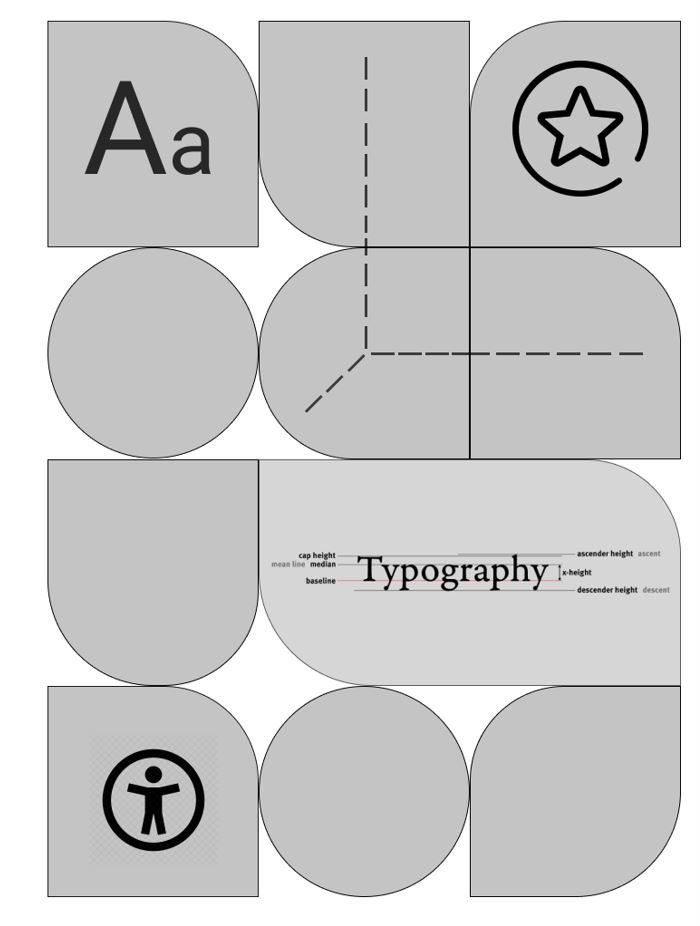 Aa
cap height
ascender height ascent
mean line median
Typography
x-height
baseline
descender height descent